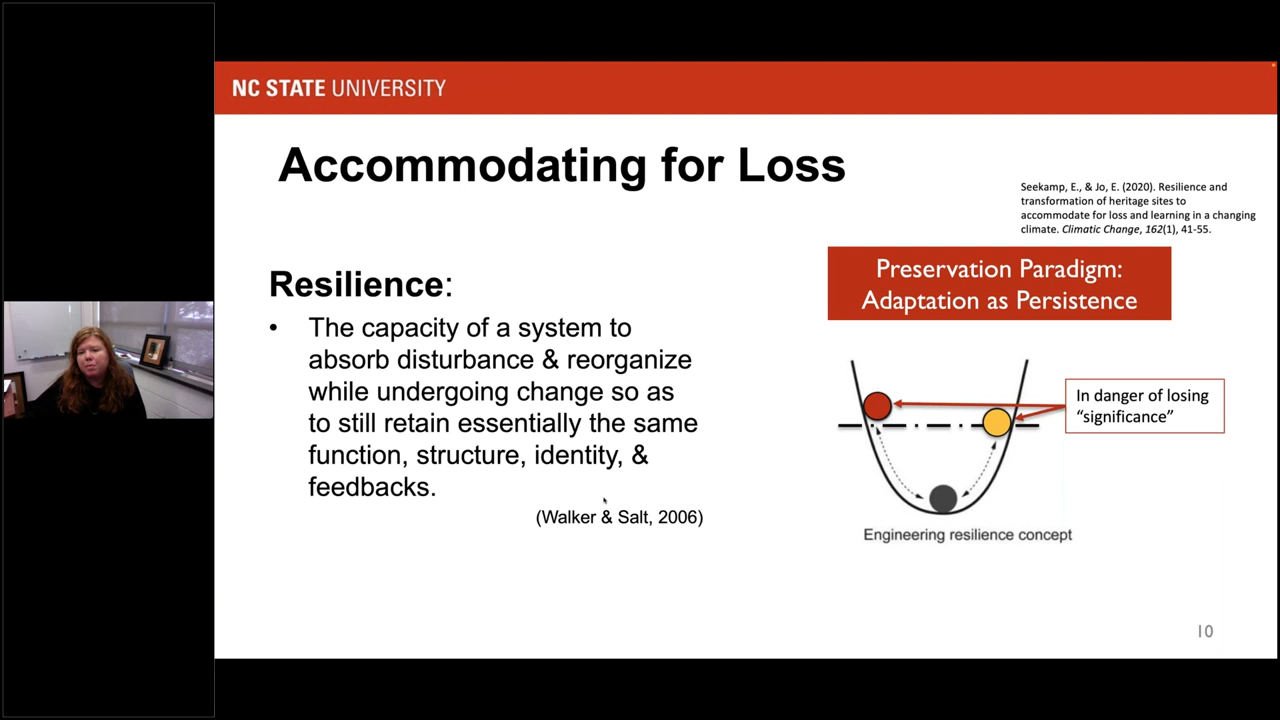 NC STATE UNIVERSITY
Accommodating for Loss
Seekamp, E., & Jo, E. (2020). Resilience and
transformation of heritage sites to
accommodate for loss and learning in a changing
climate. Climatic Change, 162(1), 41-55.
Resilience:
• The capacity of a system to
absorb disturbance & reorganize
while undergoing change so as
to still retain essentially the same
function, structure, identity, &
feedbacks.
(Walker & Salt, 2006)
Preservation Paradigm:
Adaptation as Persistence
In danger of losing
“significance”
Engineering resilience concept
10